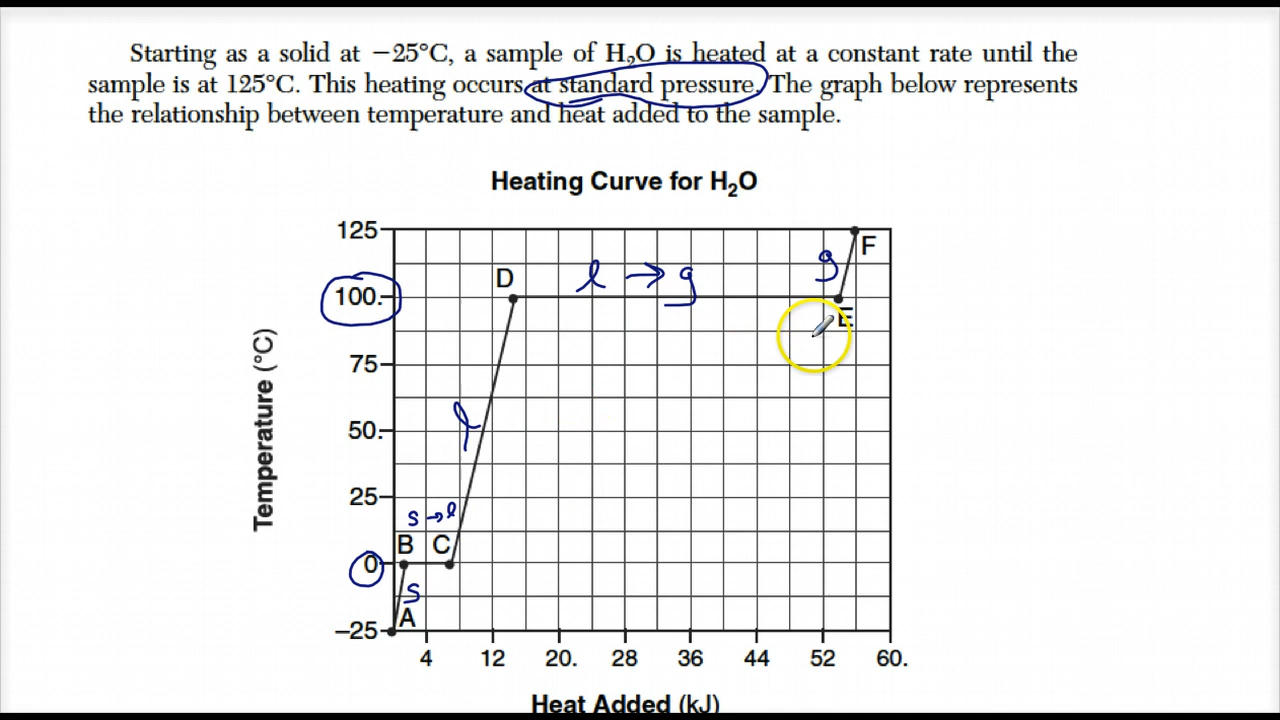 Starting as a solid at −25°C, a sample of H₂O is heated at a constant rate until the
sample is at 125°C. This heating occurs at standard pressure. The graph below represents
the relationship between temperature and heat added to the sample.
Heating Curve for H₂O
125
F
g
D
l → g
100.
E
75
Temperature (°C)
l
50.
25
s → l
B C
0
s
A
−25
4 12 20. 28 36 44 52 60.
Heat Added (kJ)